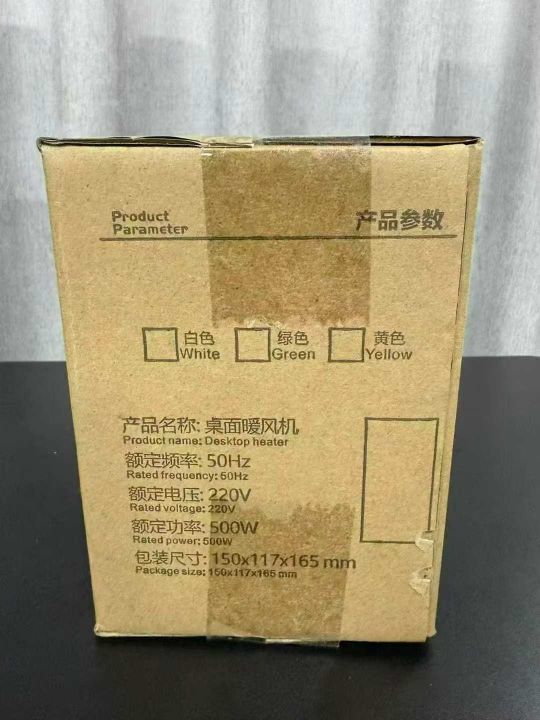 Product
Parameter
产品参数
白色
White
绿色
Green
黄色
Yellow
产品名称: 桌面暖风机
Product name: Desktop heater
额定频率: 50Hz
Rated frequency: 50Hz
额定电压: 220V
Rated voltage: 220V
额定功率: 500W
Rated power: 500W
包装尺寸: 150x117x165 mm
Package size: 150x117x165 mm